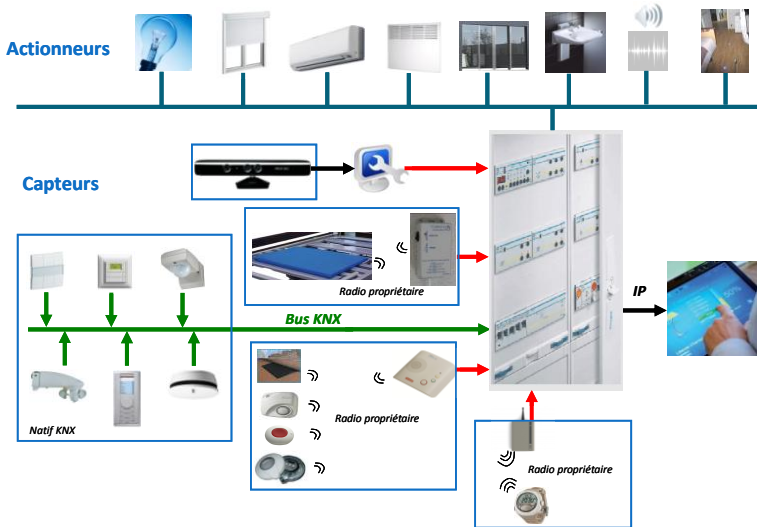 Actionneurs
Capteurs
Radio propriétaire
IP
Bus KNX
Radio propriétaire
Natif KNX
Radio propriétaire